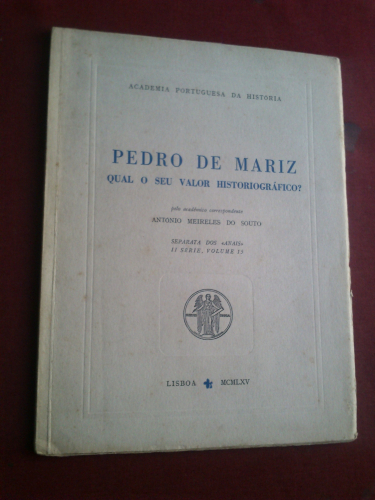 ACADEMIA PORTUGUESA DA HISTÓRIA
PEDRO DE MARIZ
QUAL O SEU VALOR HISTORIOGRÁFICO?
pelo académico correspondente
ANTÓNIO MEIRELES DO SOUTO
SEPARATA DOS «ANAIS»
II SÉRIE, VOLUME 15
LISBOA MCMLXV